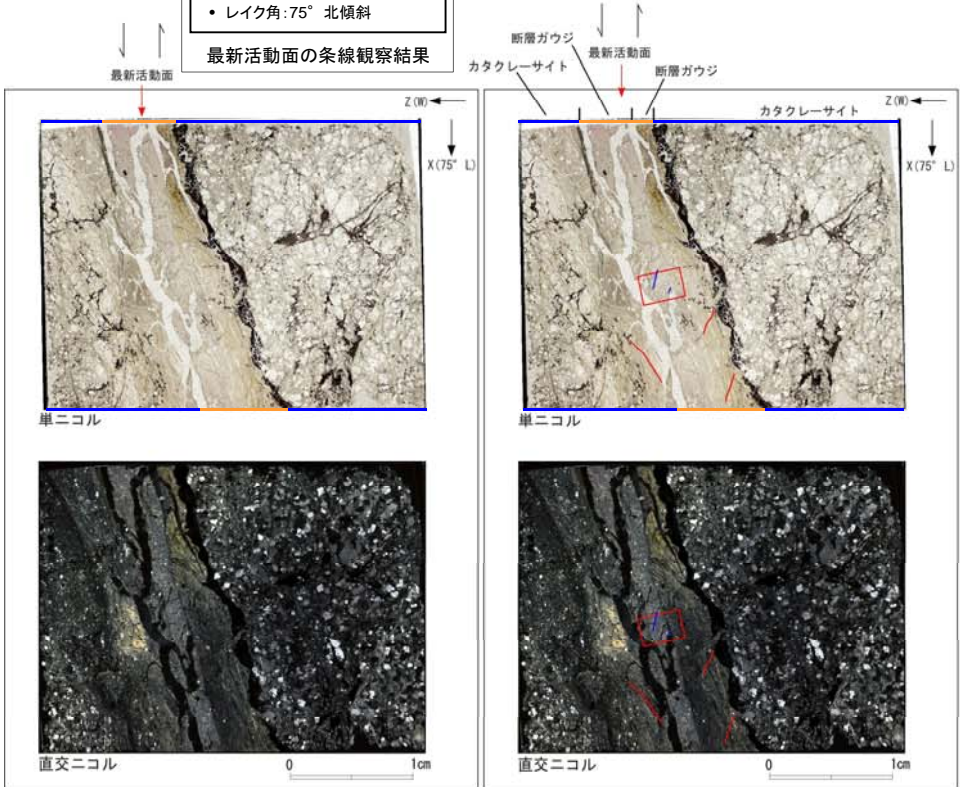 • レイク角:75° 北傾斜
最新活動面の条線観察結果
最新活動面
Z(W)
X(75° L)
単ニコル
直交ニコル
0 1cm
断層ガウジ
カタクレーサイト
最新活動面
断層ガウジ
カタクレーサイト
Z(W)
X(75° L)
単ニコル
直交ニコル
0 1cm